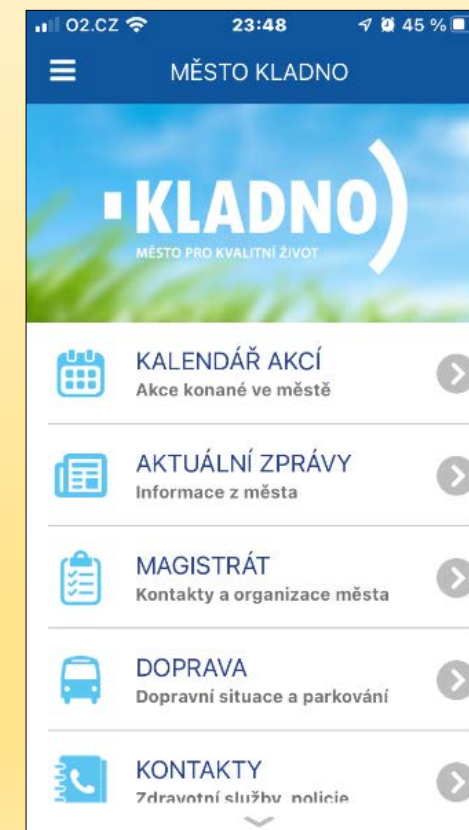 02.CZ 23:48 45 %
MĚSTO KLADNO
KLADNO
MĚSTO PRO KVALITNÍ ŽIVOT
KALENDÁŘ AKCÍ
Akce konané ve městě
AKTUÁLNÍ ZPRÁVY
Informace z města
MAGISTRÁT
Kontakty a organizace města
DOPRAVA
Dopravní situace a parkování
KONTAKTY
Zdravotní služby, policie